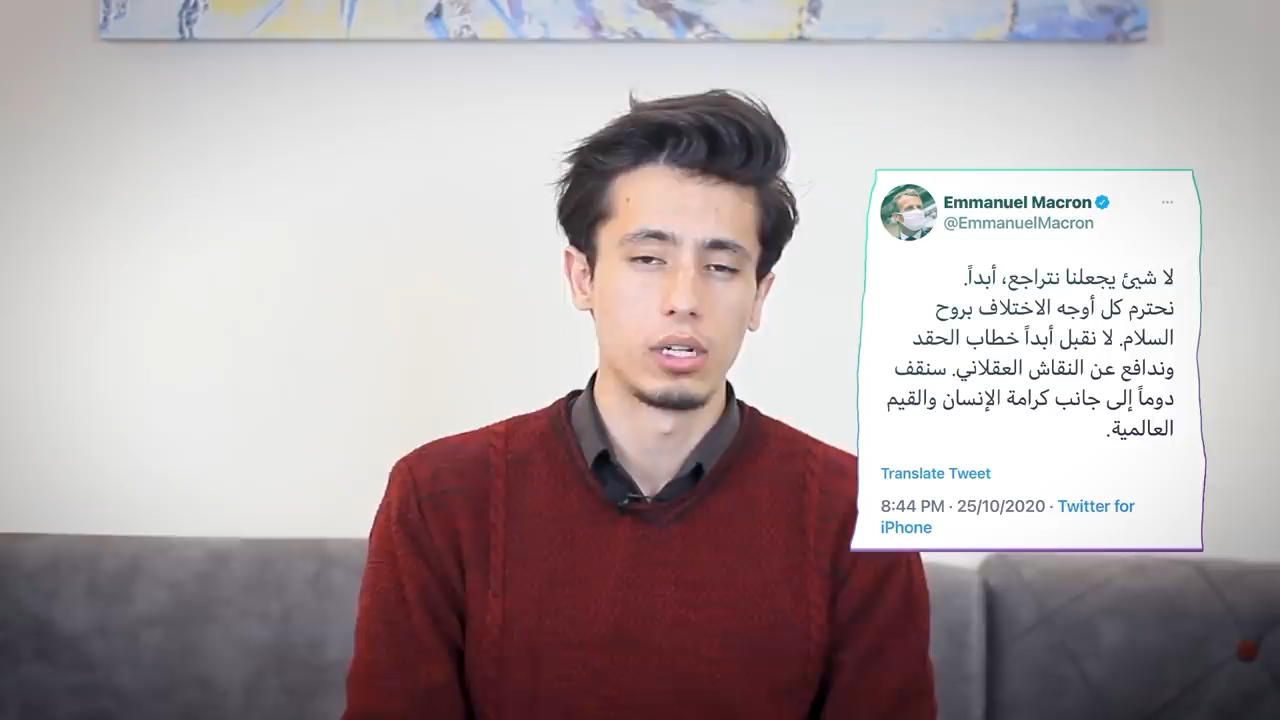 Emmanuel Macron
@EmmanuelMacron
لا شيئ يجعلنا نتراجع، أبداً.
نحترم كل أوجه الاختلاف بروح
السلام. لا نقبل أبداً خطاب الحقد
وندافع عن النقاش العقلاني. سنقف
دوماً إلى جانب كرامة الإنسان والقيم
العالمية.
Translate Tweet
8:44 PM · 25/10/2020 · Twitter for
iPhone